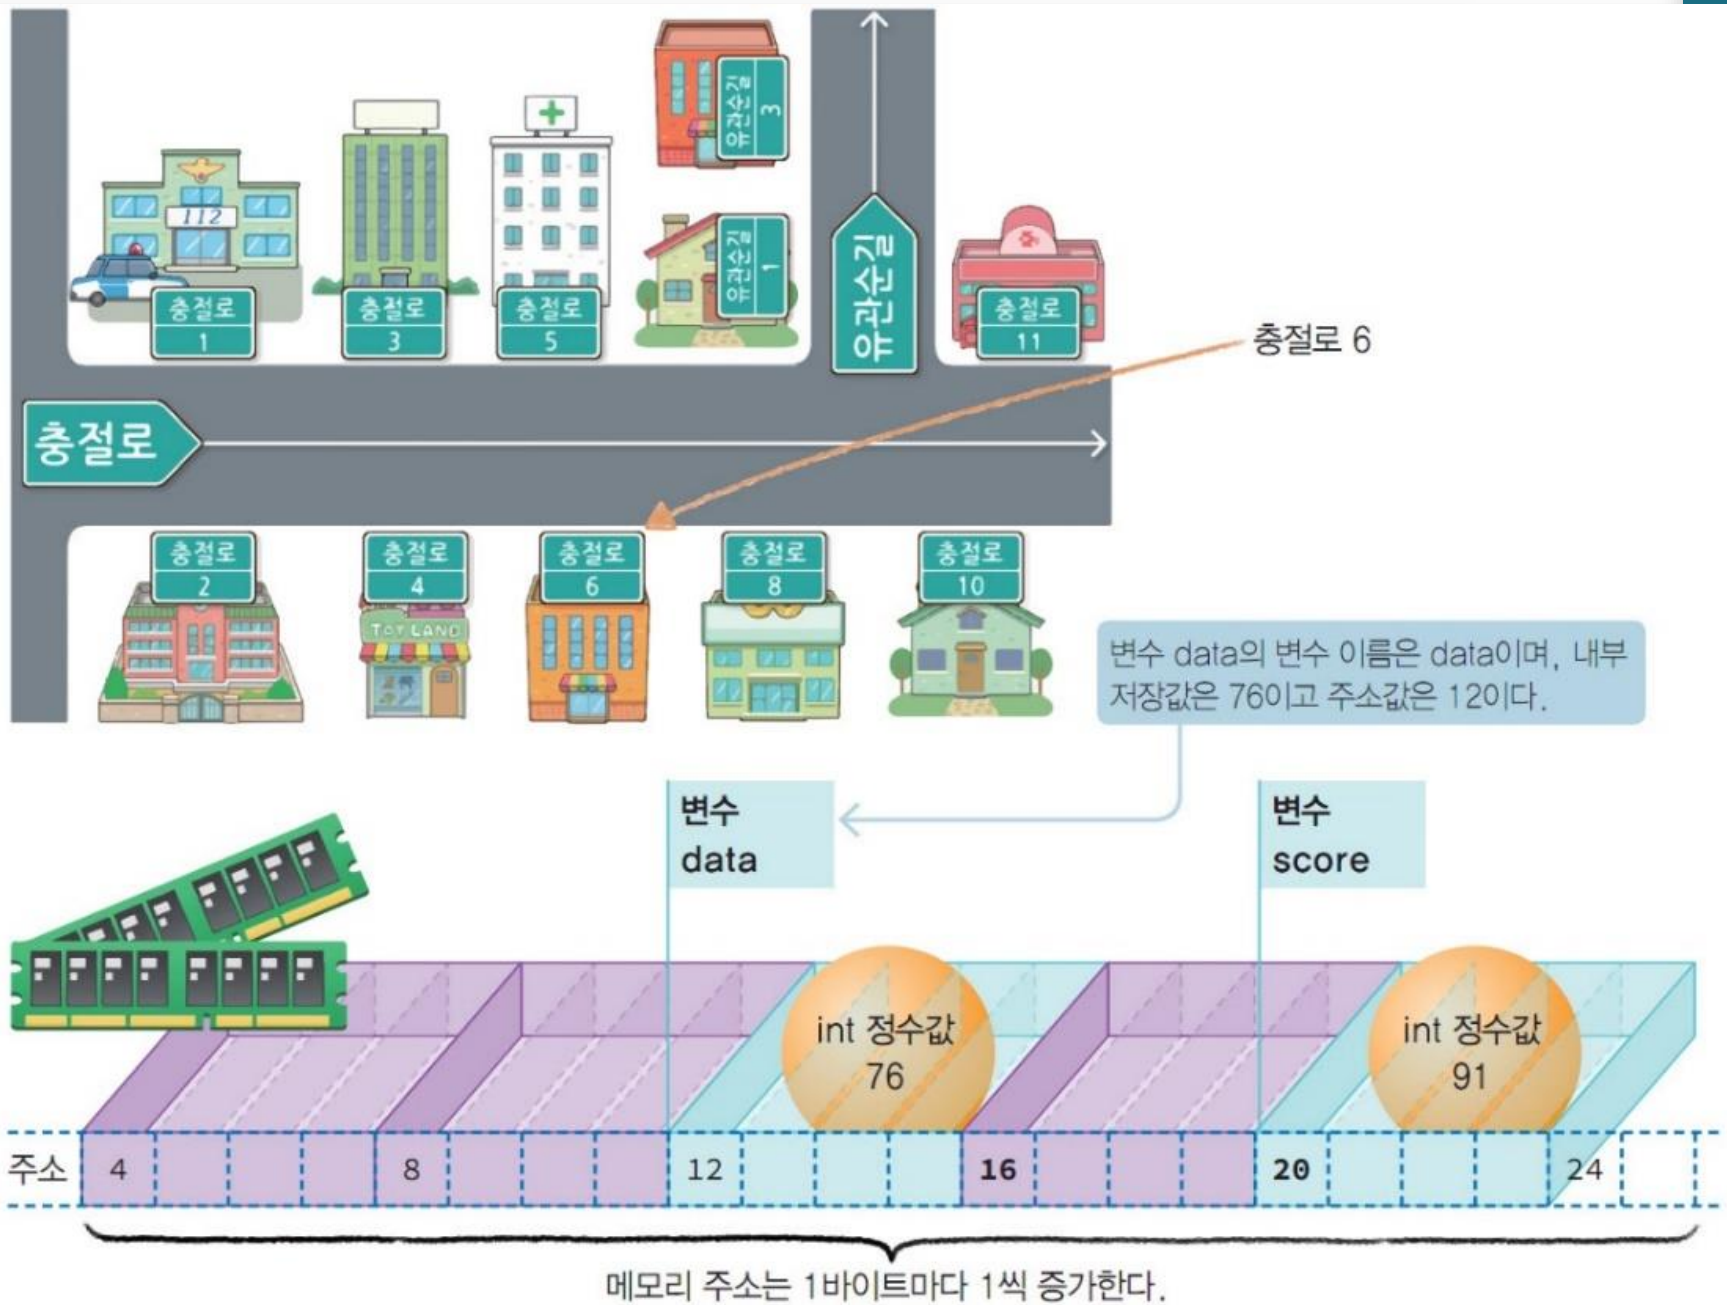 유관순길
3
112
유관순길
1
충절로
1
충절로
3
충절로
5
유관순길
충절로
11
충절로 6
충절로
충절로
2
충절로
4
충절로
6
충절로
8
충절로
10
TOY LAND
변수 data의 변수 이름은 data이며, 내부
저장값은 76이고 주소값은 12이다.
변수
data
변수
score
int 정수값
76
int 정수값
91
주소 4 8 12 16 20 24
메모리 주소는 1바이트마다 1씩 증가한다.